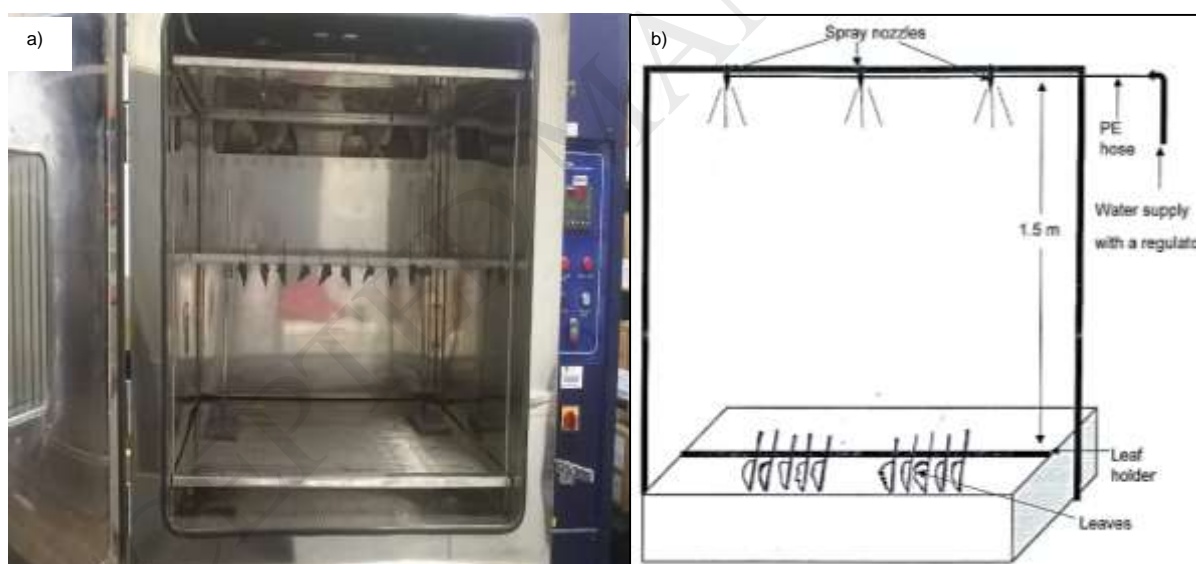 a)
b)
Spray nozzles
PE
hose
Water supply
with a regulato
1.5 m
Leaf
holder
Leaves